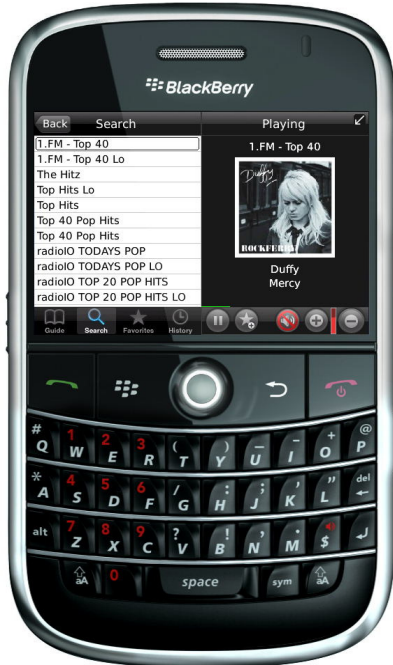 BlackBerry
Back Search Playing
1.FM - Top 40
1.FM - Top 40 Lo
The Hitz
Top Hits Lo
Top Hits
Top 40 Pop Hits
Top 40 Pop Hits
radioIO TODAYS POP
radioIO TODAYS POP LO
radioIO TOP 20 POP HITS
radioIO TOP 20 POP HITS LO
1.FM - Top 40
Duffy
ROCKFERRY
Duffy
Mercy
Guide Search Favorites History
# 1 2 3 ( ) _ - + @
Q W E R T Y U I O P
* 4 5 6 / : ; ' " del
A S D F G H J K L
alt 7 8 9 ? ! , .
Z X C V B N M $
aA 0 space sym aA